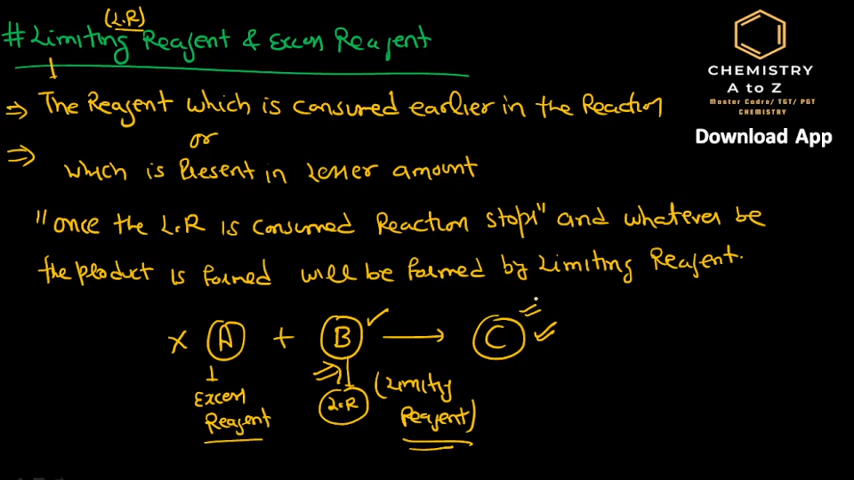 (L.R)
# Limiting Reagent & Excess Reagent
⇒ The Reagent which is consumed earlier in the Reaction
or
⇒ which is Present in Lesser amount
"once the L.R is consumed Reaction stops" and whatever be
the product is formed will be formed by Limiting Reagent.
x A + B ✓ → C
Excess Reagent
L.R
(Limiting Reagent)
CHEMISTRY
A to Z
Master Cadre/ TGT/ PGT
CHEMISTRY
Download App